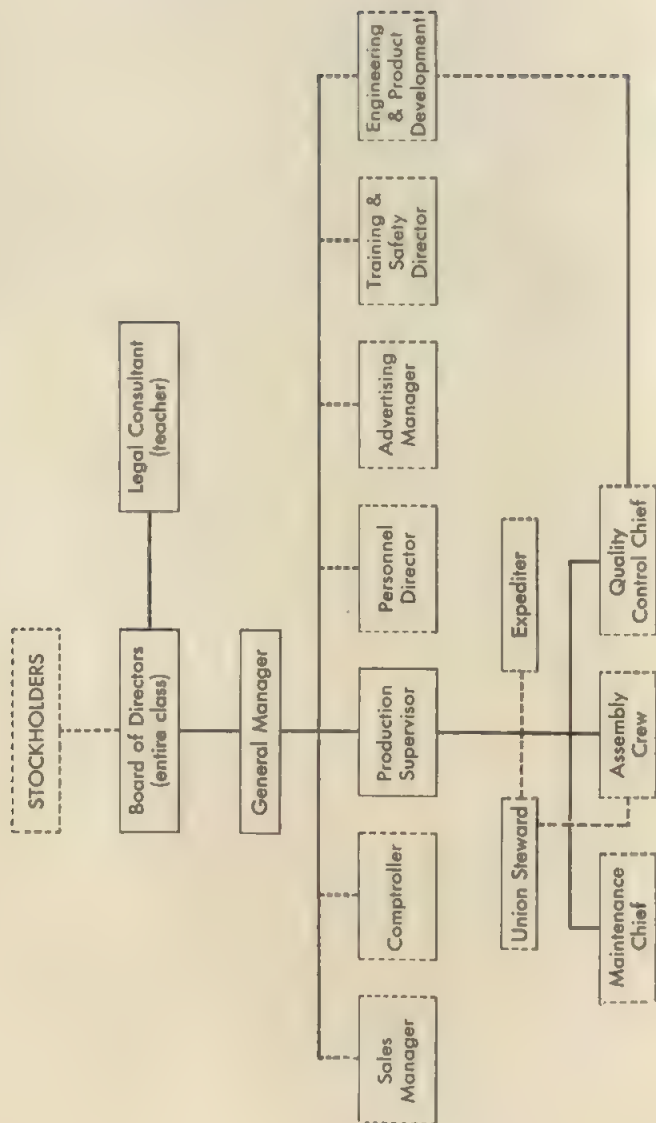 STOCKHOLDERS
Board of Directors
(entire class)
Legal Consultant
(teacher)
General Manager
Sales
Manager
Comptroller
Production
Supervisor
Personnel
Director
Advertising
Manager
Training &
Safety
Director
Engineering
& Product
Development
Union Steward
Expediter
Maintenance
Chief
Assembly
Crew
Quality
Control Chief